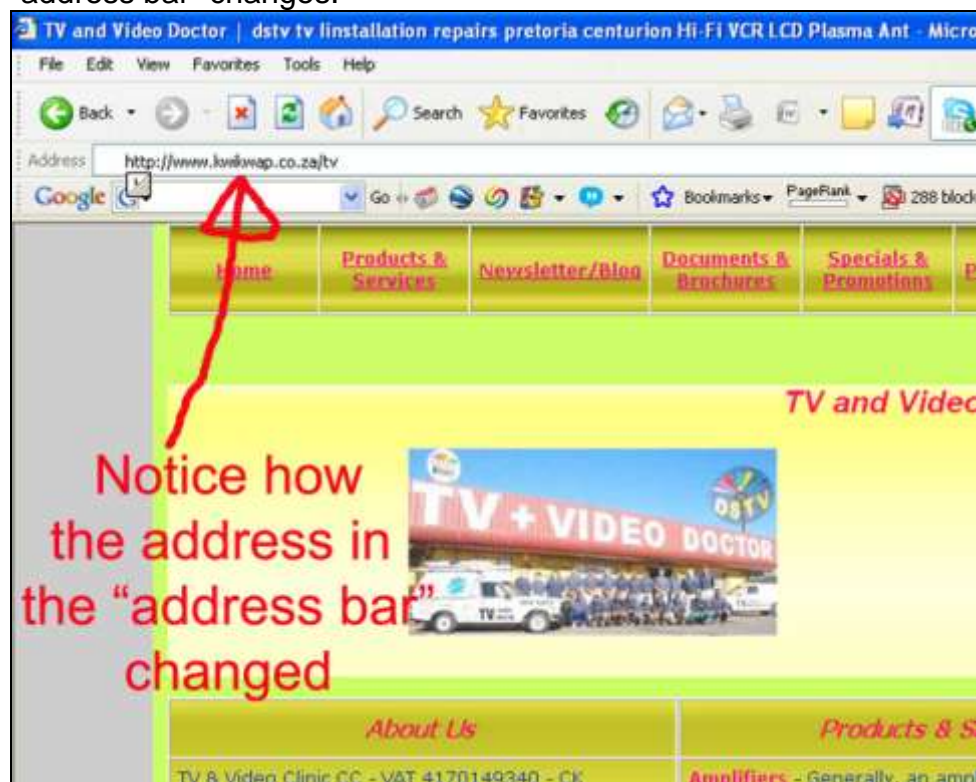 "address bar" changes.
TV and Video Doctor | dstv tv Iinstallation repairs pretoria centurion Hi-Fi VCR LCD Plasma Ant - Micro
File Edit View Favorites Tools Help
Back Search Favorites
Address http://www.kwikwap.co.za/tv
Google Go Bookmarks PageRank 288 block
Home Products & Services Newsletter/Blog Documents & Brochures Specials & Promotions P
TV and Video
TV + VIDEO DOCTOR DSTV
TV
Notice how
the address in
the “address bar”
changed
About Us Products & S
TV & Video Clinic CC - VAT 4170149340 - CK Amplifiers - Generally, an amp